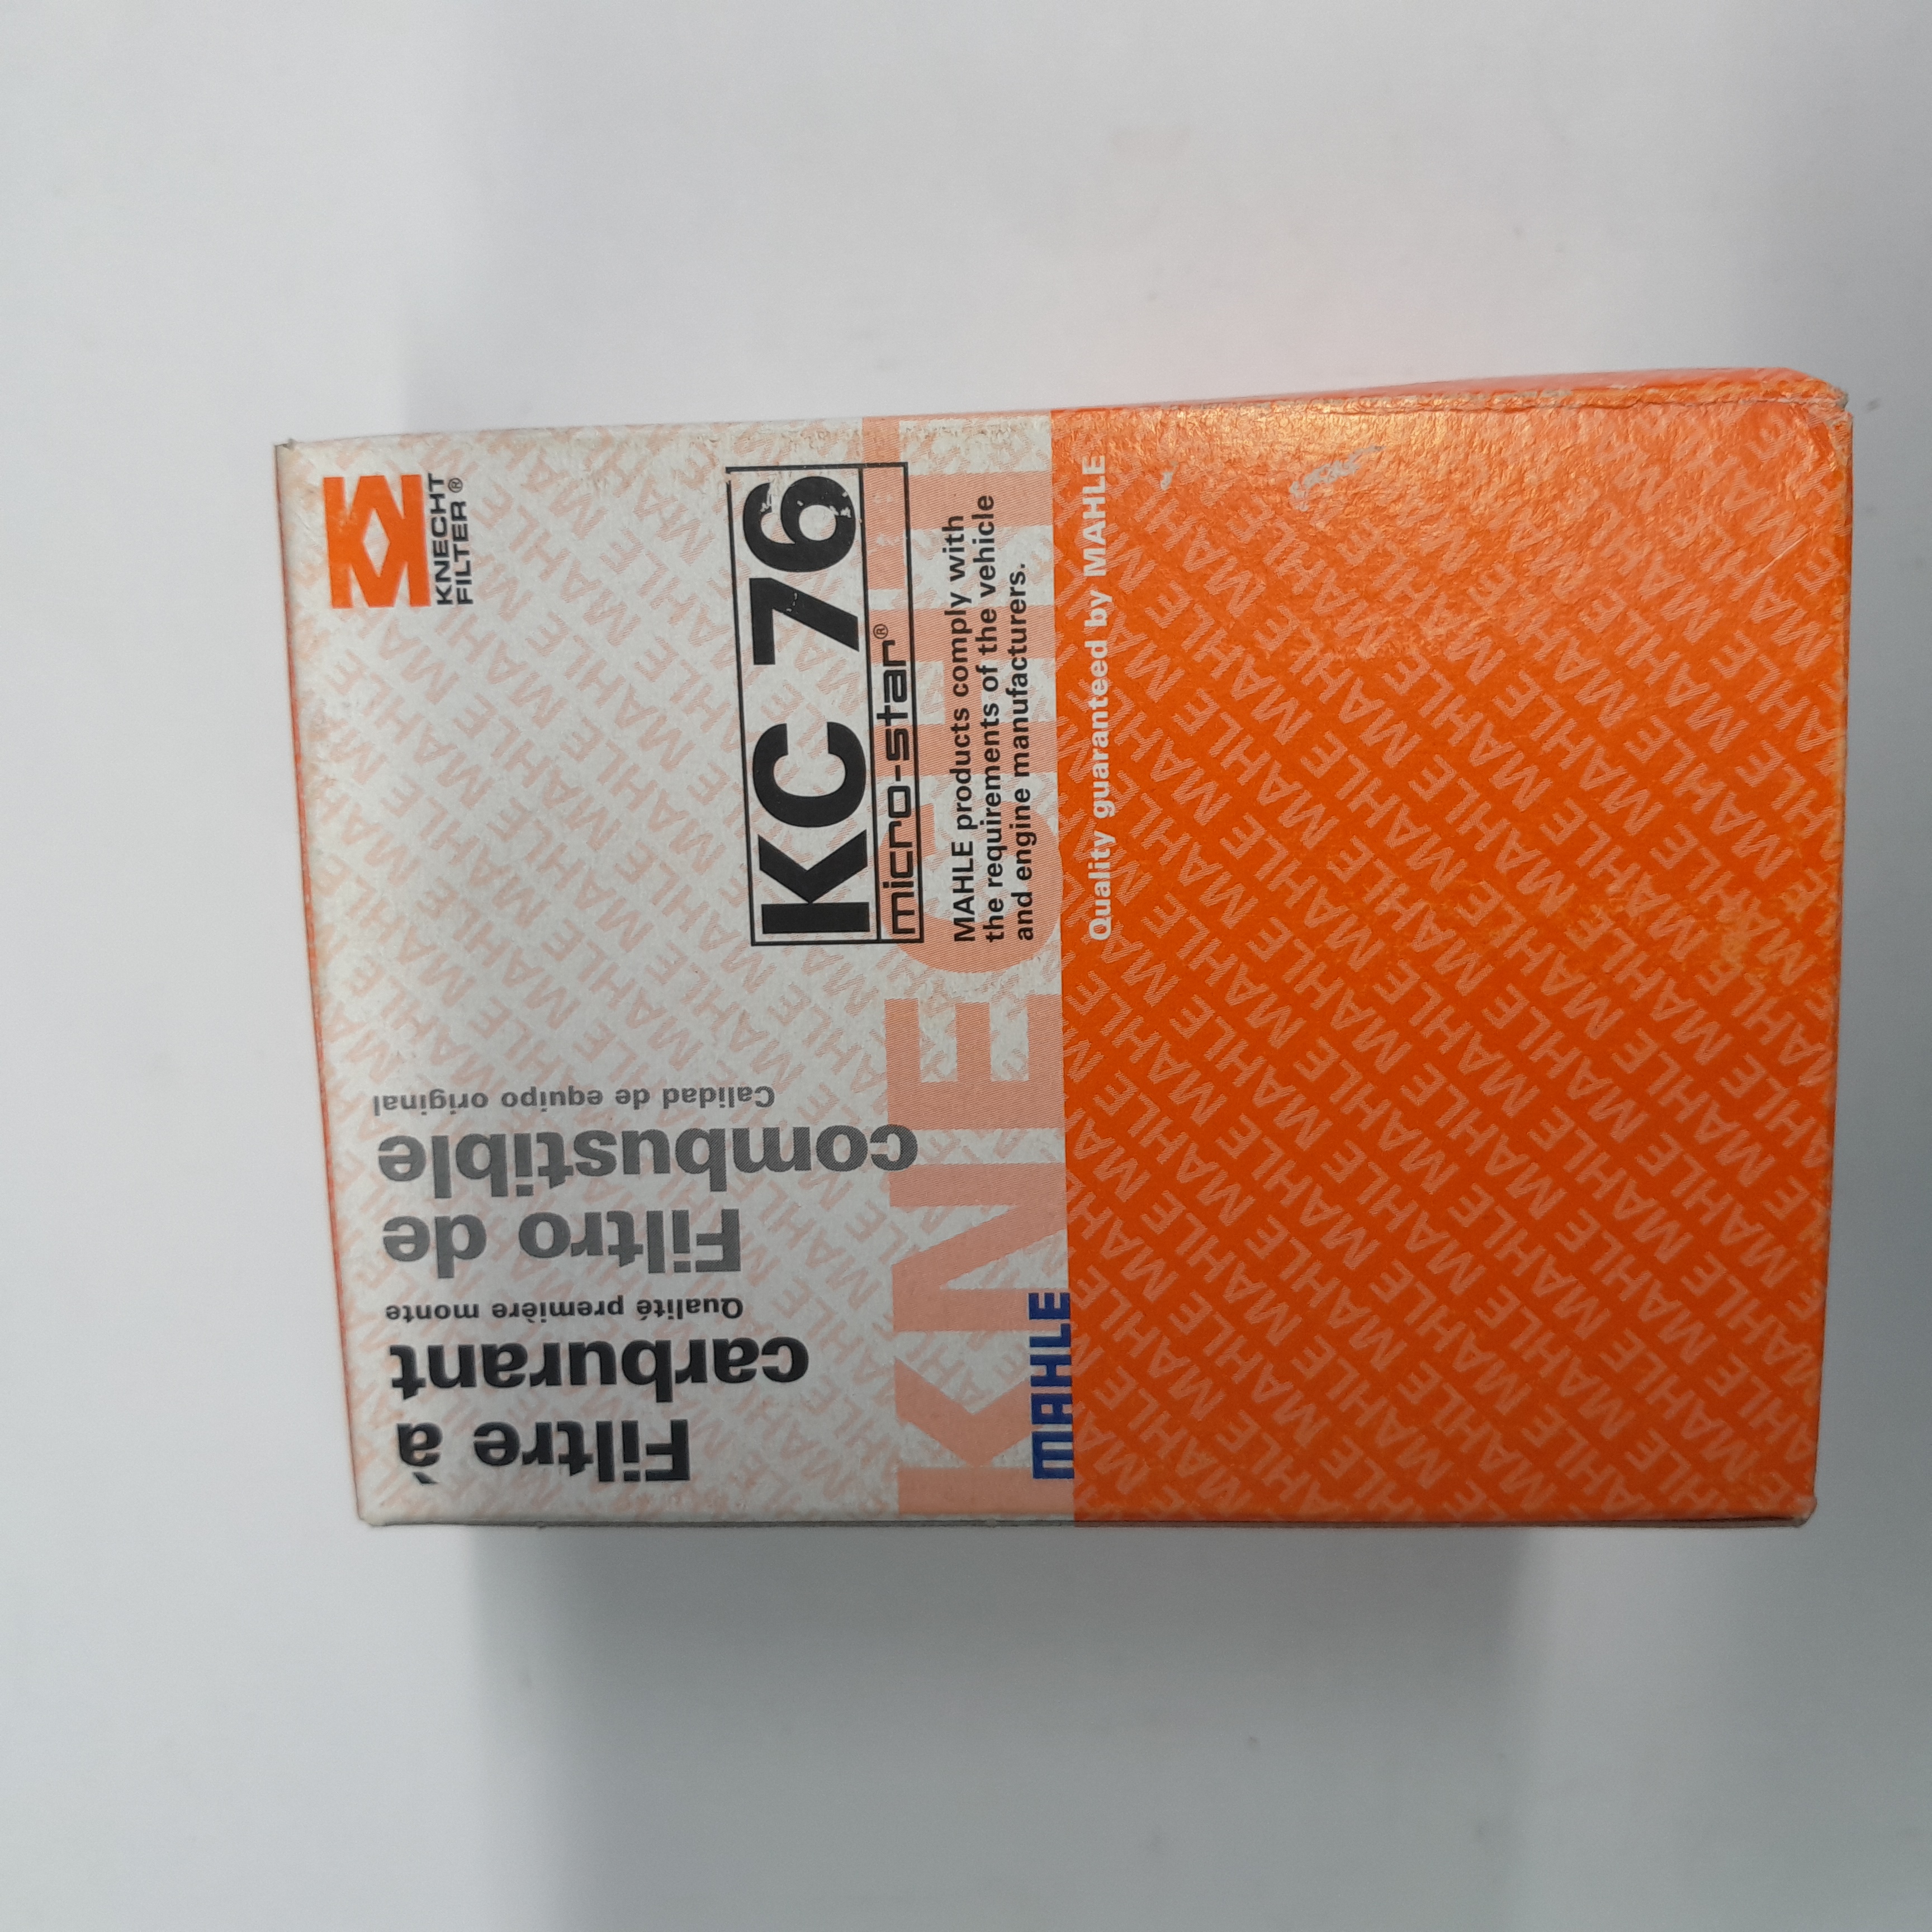 KNECHT
FILTER®
KC 76
micro-star®
MAHLE products comply with
the requirements of the vehicle
and engine manufacturers.
Quality guaranteed by MAHLE
Filtre à
carburant
Qualité première monte
Filtro de
combustible
Calidad de equipo original
KNECHT
MAHLE